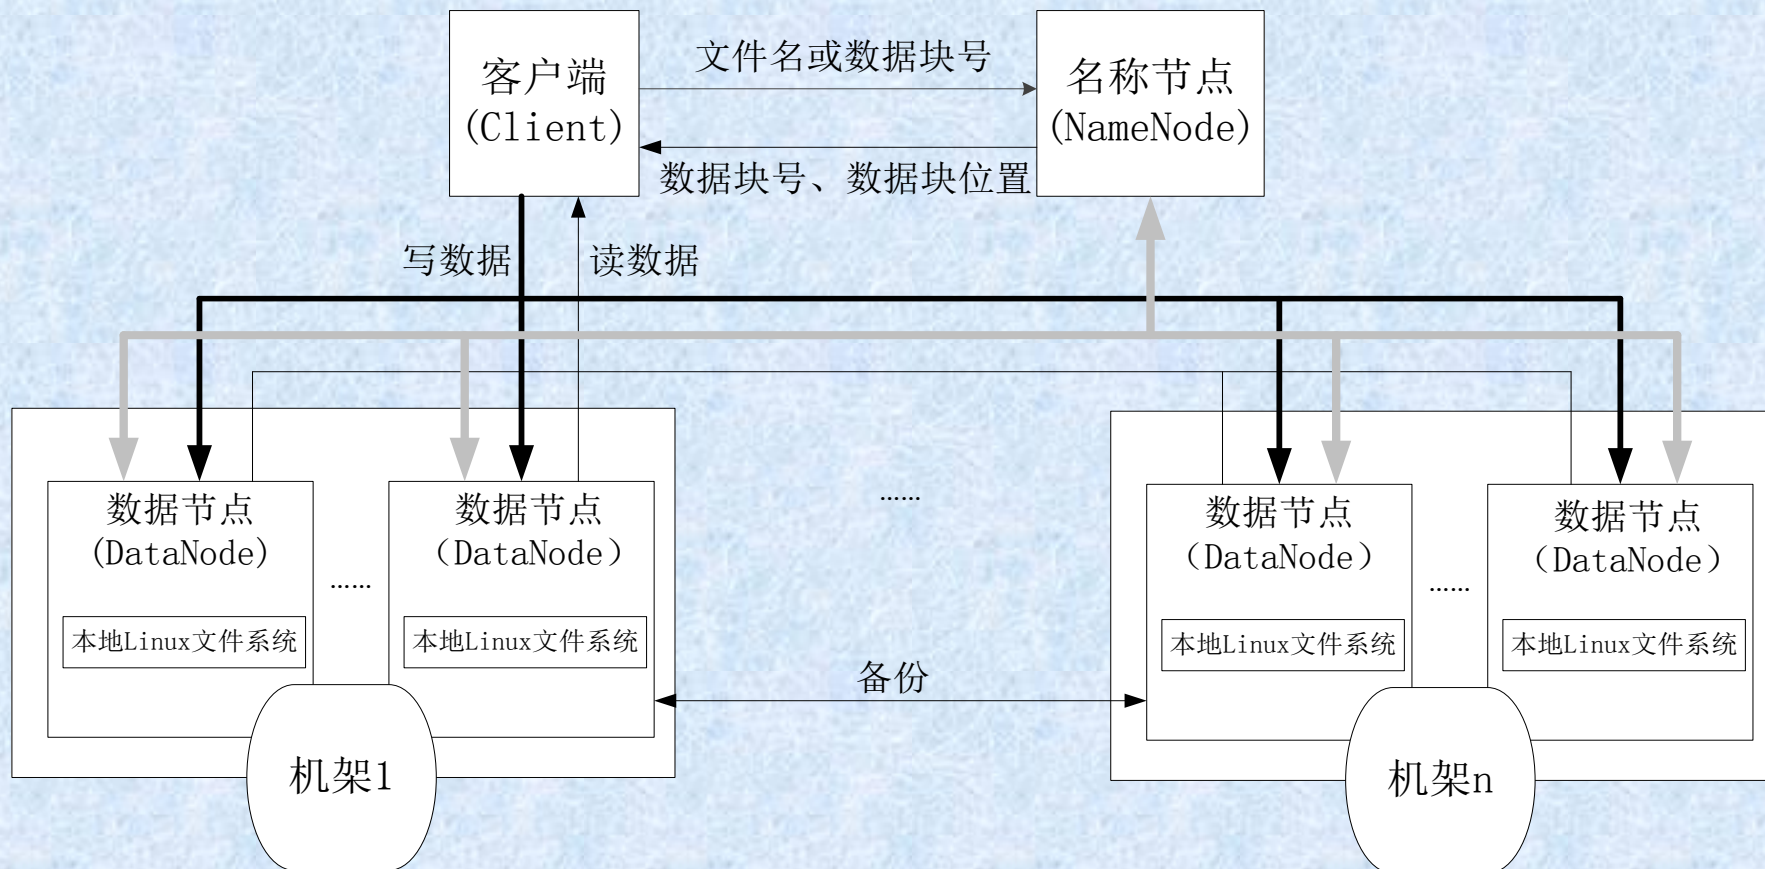 客户端
(Client)
文件名或数据块号
名称节点
(NameNode)
数据块号、数据块位置
写数据
读数据
数据节点
(DataNode)
......
数据节点
（DataNode）
......
数据节点
（DataNode）
......
数据节点
（DataNode）
本地Linux文件系统
本地Linux文件系统
本地Linux文件系统
本地Linux文件系统
备份
机架1
机架n